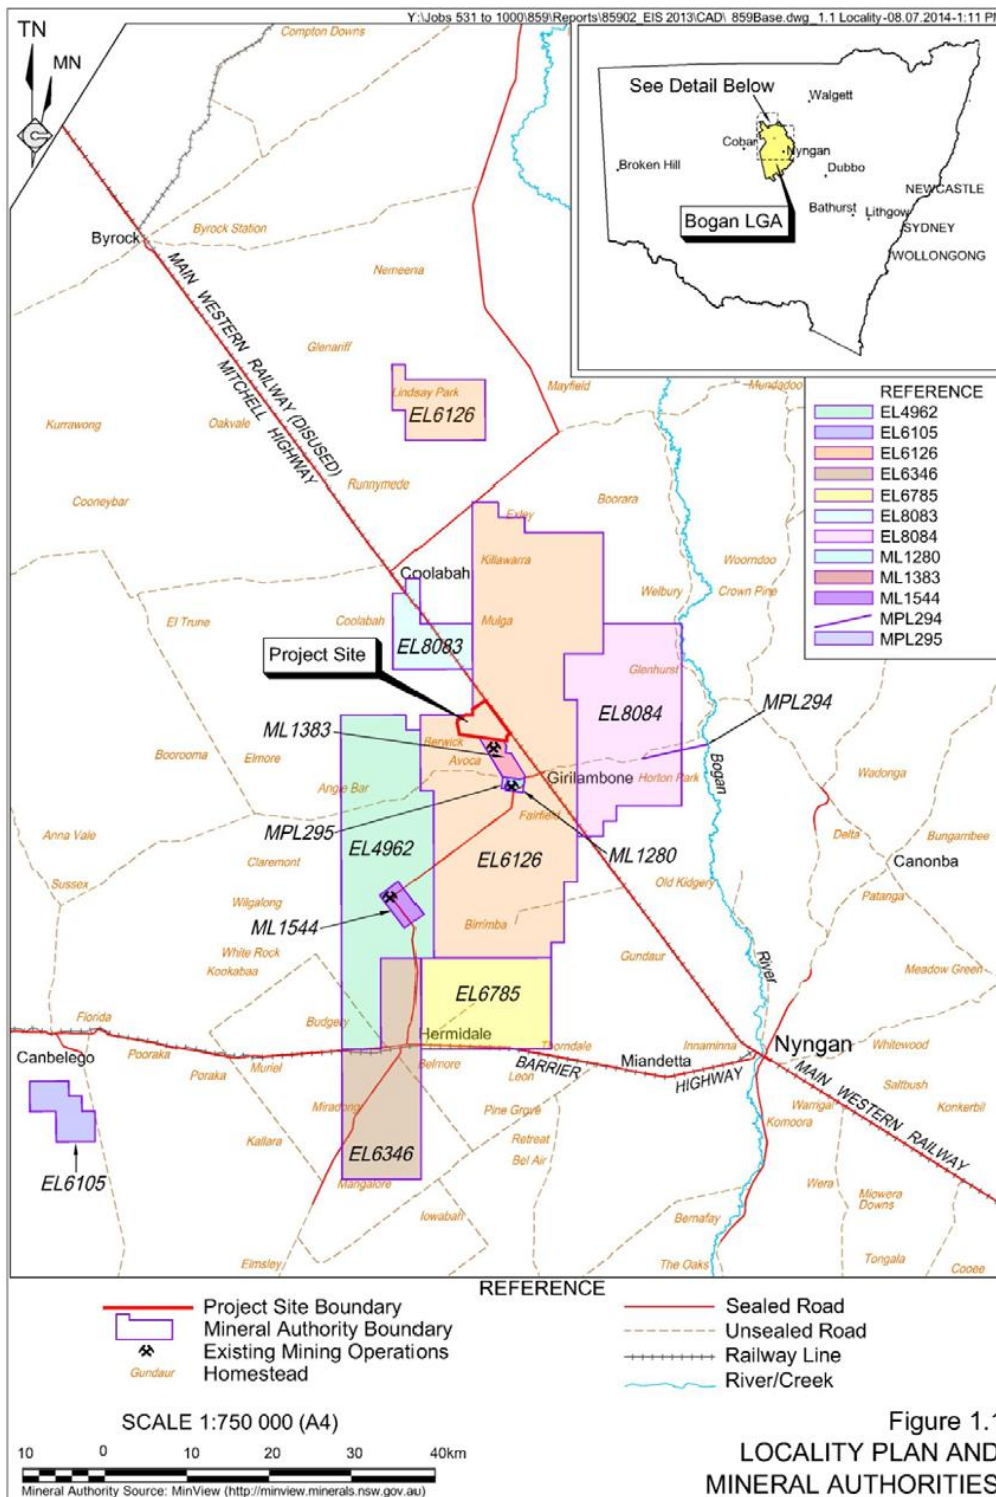 Y:\Jobs 531 to 1000\859\Reports\85902_EIS 2013\CAD\ 859Base.dwg_1.1 Locality-08.07.2014-1:11 PM
TN
MN
Compton Downs
See Detail Below
Walgett
Cobar
Nyngan
Broken Hill
Dubbo
NEWCASTLE
Bathurst
Lithgow
Bogan LGA
SYDNEY
WOLLONGONG
Byrock
Byrock Station
MAIN WESTERN RAILWAY (DISUSED)
MITCHELL HIGHWAY
Nemeena
Glenariff
Lindsay Park
EL6126
Mayfield
Mundadoo
Kurrawong
Oakvale
Runnymede
Cooneybar
Boorara
Exley
Killawarra
Woorndoo
Coolabah
Welbury
Crown Pine
El Trune
Coolabah
Mulga
EL8083
Project Site
Glenhurst
EL8084
MPL294
ML1383
Berwick
Avoca
Boorooma
Elmore
Angle Bar
Girilambone
Horton Park
Bogan
Wadonga
MPL295
Fairfield
Anna Vale
EL4962
EL6126
ML1280
Delta
Bungambee
Claremont
Canonba
Sussex
Old Kidgery
Patanga
Wilgalong
ML1544
Birrimba
White Rock
Kookabaa
Gundaur
River
Meadow Green
EL6785
Florida
Budgery
Hermidale
Thorndale
Innaminna
Nyngan
Whitewood
Canbelego
Pooraka
Muriel
Poraka
Belmore
BARRIER
HIGHWAY
Miandetta
Leon
MAIN WESTERN RAILWAY
Saltbush
Konkerbil
Miradong
Pine Grove
Warrigal
Komoora
Kallara
Retreat
Bel Air
EL6346
EL6105
Mangalore
Wera
Miowera
Downs
Iowabah
Bernafay
Elmsley
The Oaks
Tongala
Cooee
REFERENCE
EL4962
EL6105
EL6126
EL6346
EL6785
EL8083
EL8084
ML1280
ML1383
ML1544
MPL294
MPL295
REFERENCE
Project Site Boundary
Mineral Authority Boundary
Existing Mining Operations
Gundaur
Homestead
Sealed Road
Unsealed Road
Railway Line
River/Creek
SCALE 1:750 000 (A4)
10 0 10 20 30 40km
Mineral Authority Source: MinView (http://minview.minerals.nsw.gov.au)
Figure 1.1
LOCALITY PLAN AND
MINERAL AUTHORITIES